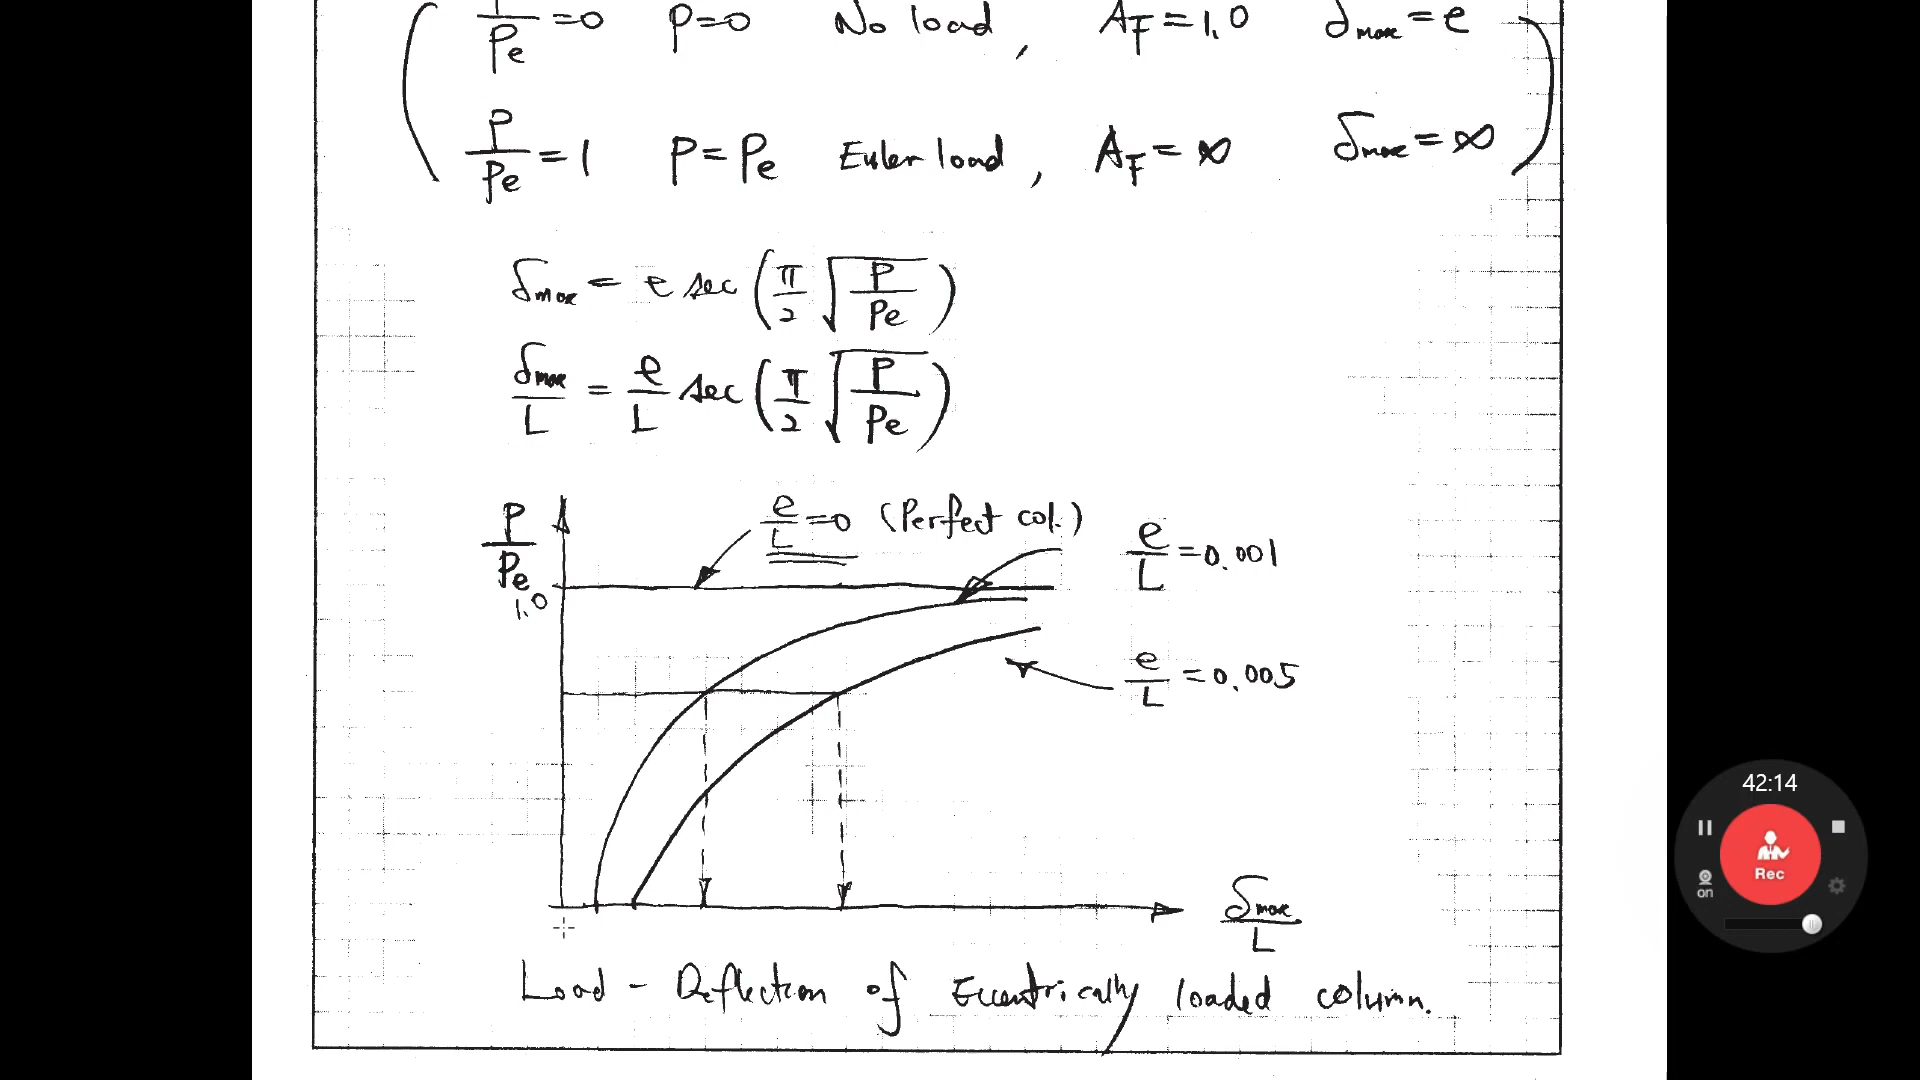 P/Pe = 0 P = 0 No load , A_F = 1.0 δmax = e
P/Pe = 1 P = Pe Euler load , A_F = ∞ δmax = ∞
δmax = e sec (π/2 √(P/Pe))
δmax/L = e/L sec (π/2 √(P/Pe))
P/Pe
e/L = 0 (Perfect col.)
e/L = 0.001
1.0
e/L = 0.005
δmax/L
Load - Deflection of Eccentrically loaded column.
42:14
Rec
on